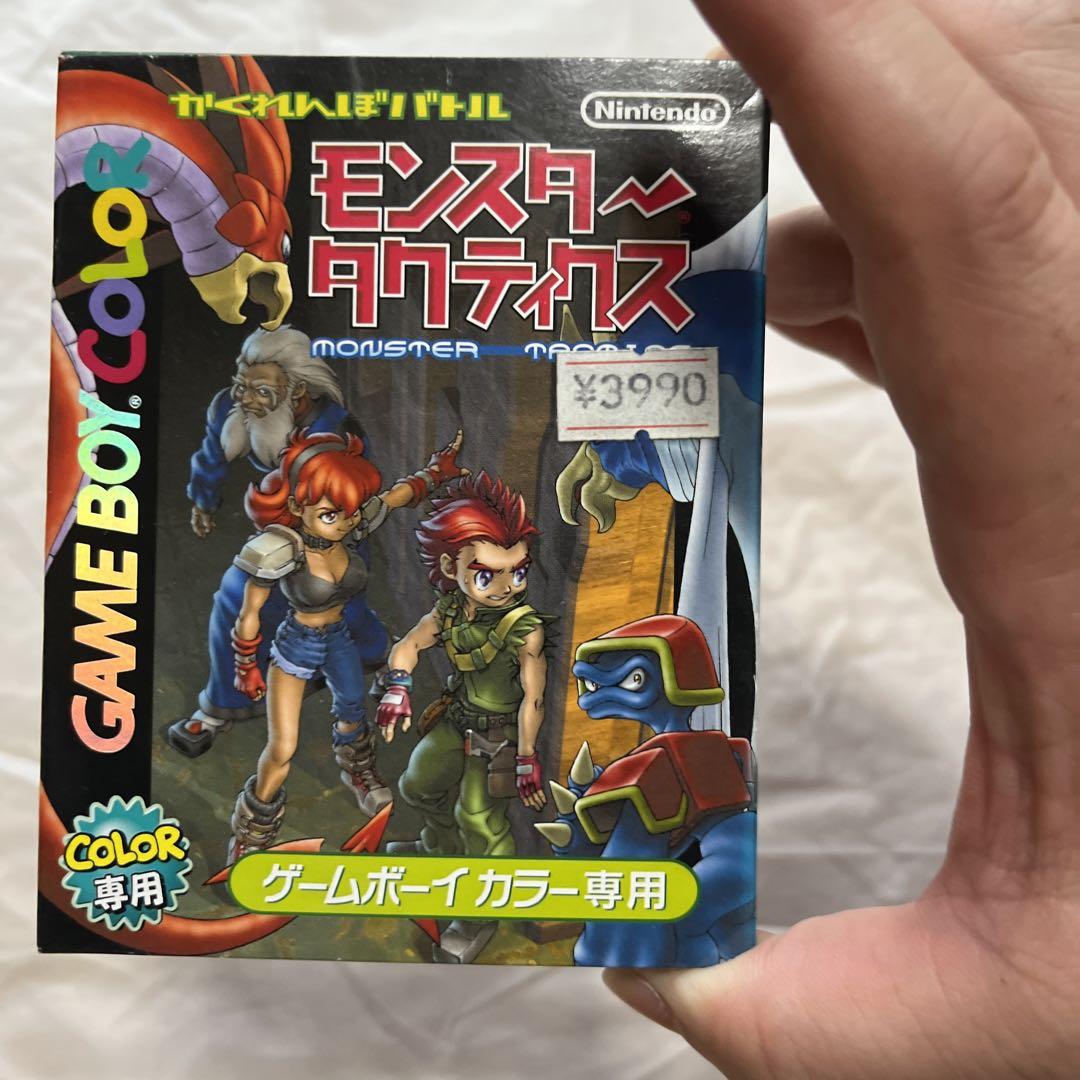 かくれんぼバトル
Nintendo®
モンスター
タクティクス®
MONSTER
¥3990
GAME BOY® COLOR
COLOR
専用
ゲームボーイ カラー専用